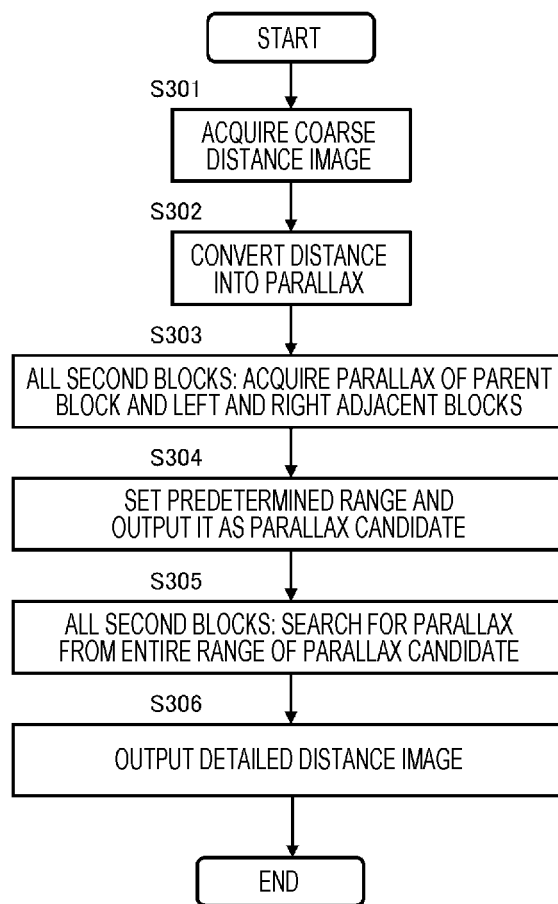 START
S301
ACQUIRE COARSE
DISTANCE IMAGE
S302
CONVERT DISTANCE
INTO PARALLAX
S303
ALL SECOND BLOCKS: ACQUIRE PARALLAX OF PARENT
BLOCK AND LEFT AND RIGHT ADJACENT BLOCKS
S304
SET PREDETERMINED RANGE AND
OUTPUT IT AS PARALLAX CANDIDATE
S305
ALL SECOND BLOCKS: SEARCH FOR PARALLAX
FROM ENTIRE RANGE OF PARALLAX CANDIDATE
S306
OUTPUT DETAILED DISTANCE IMAGE
END